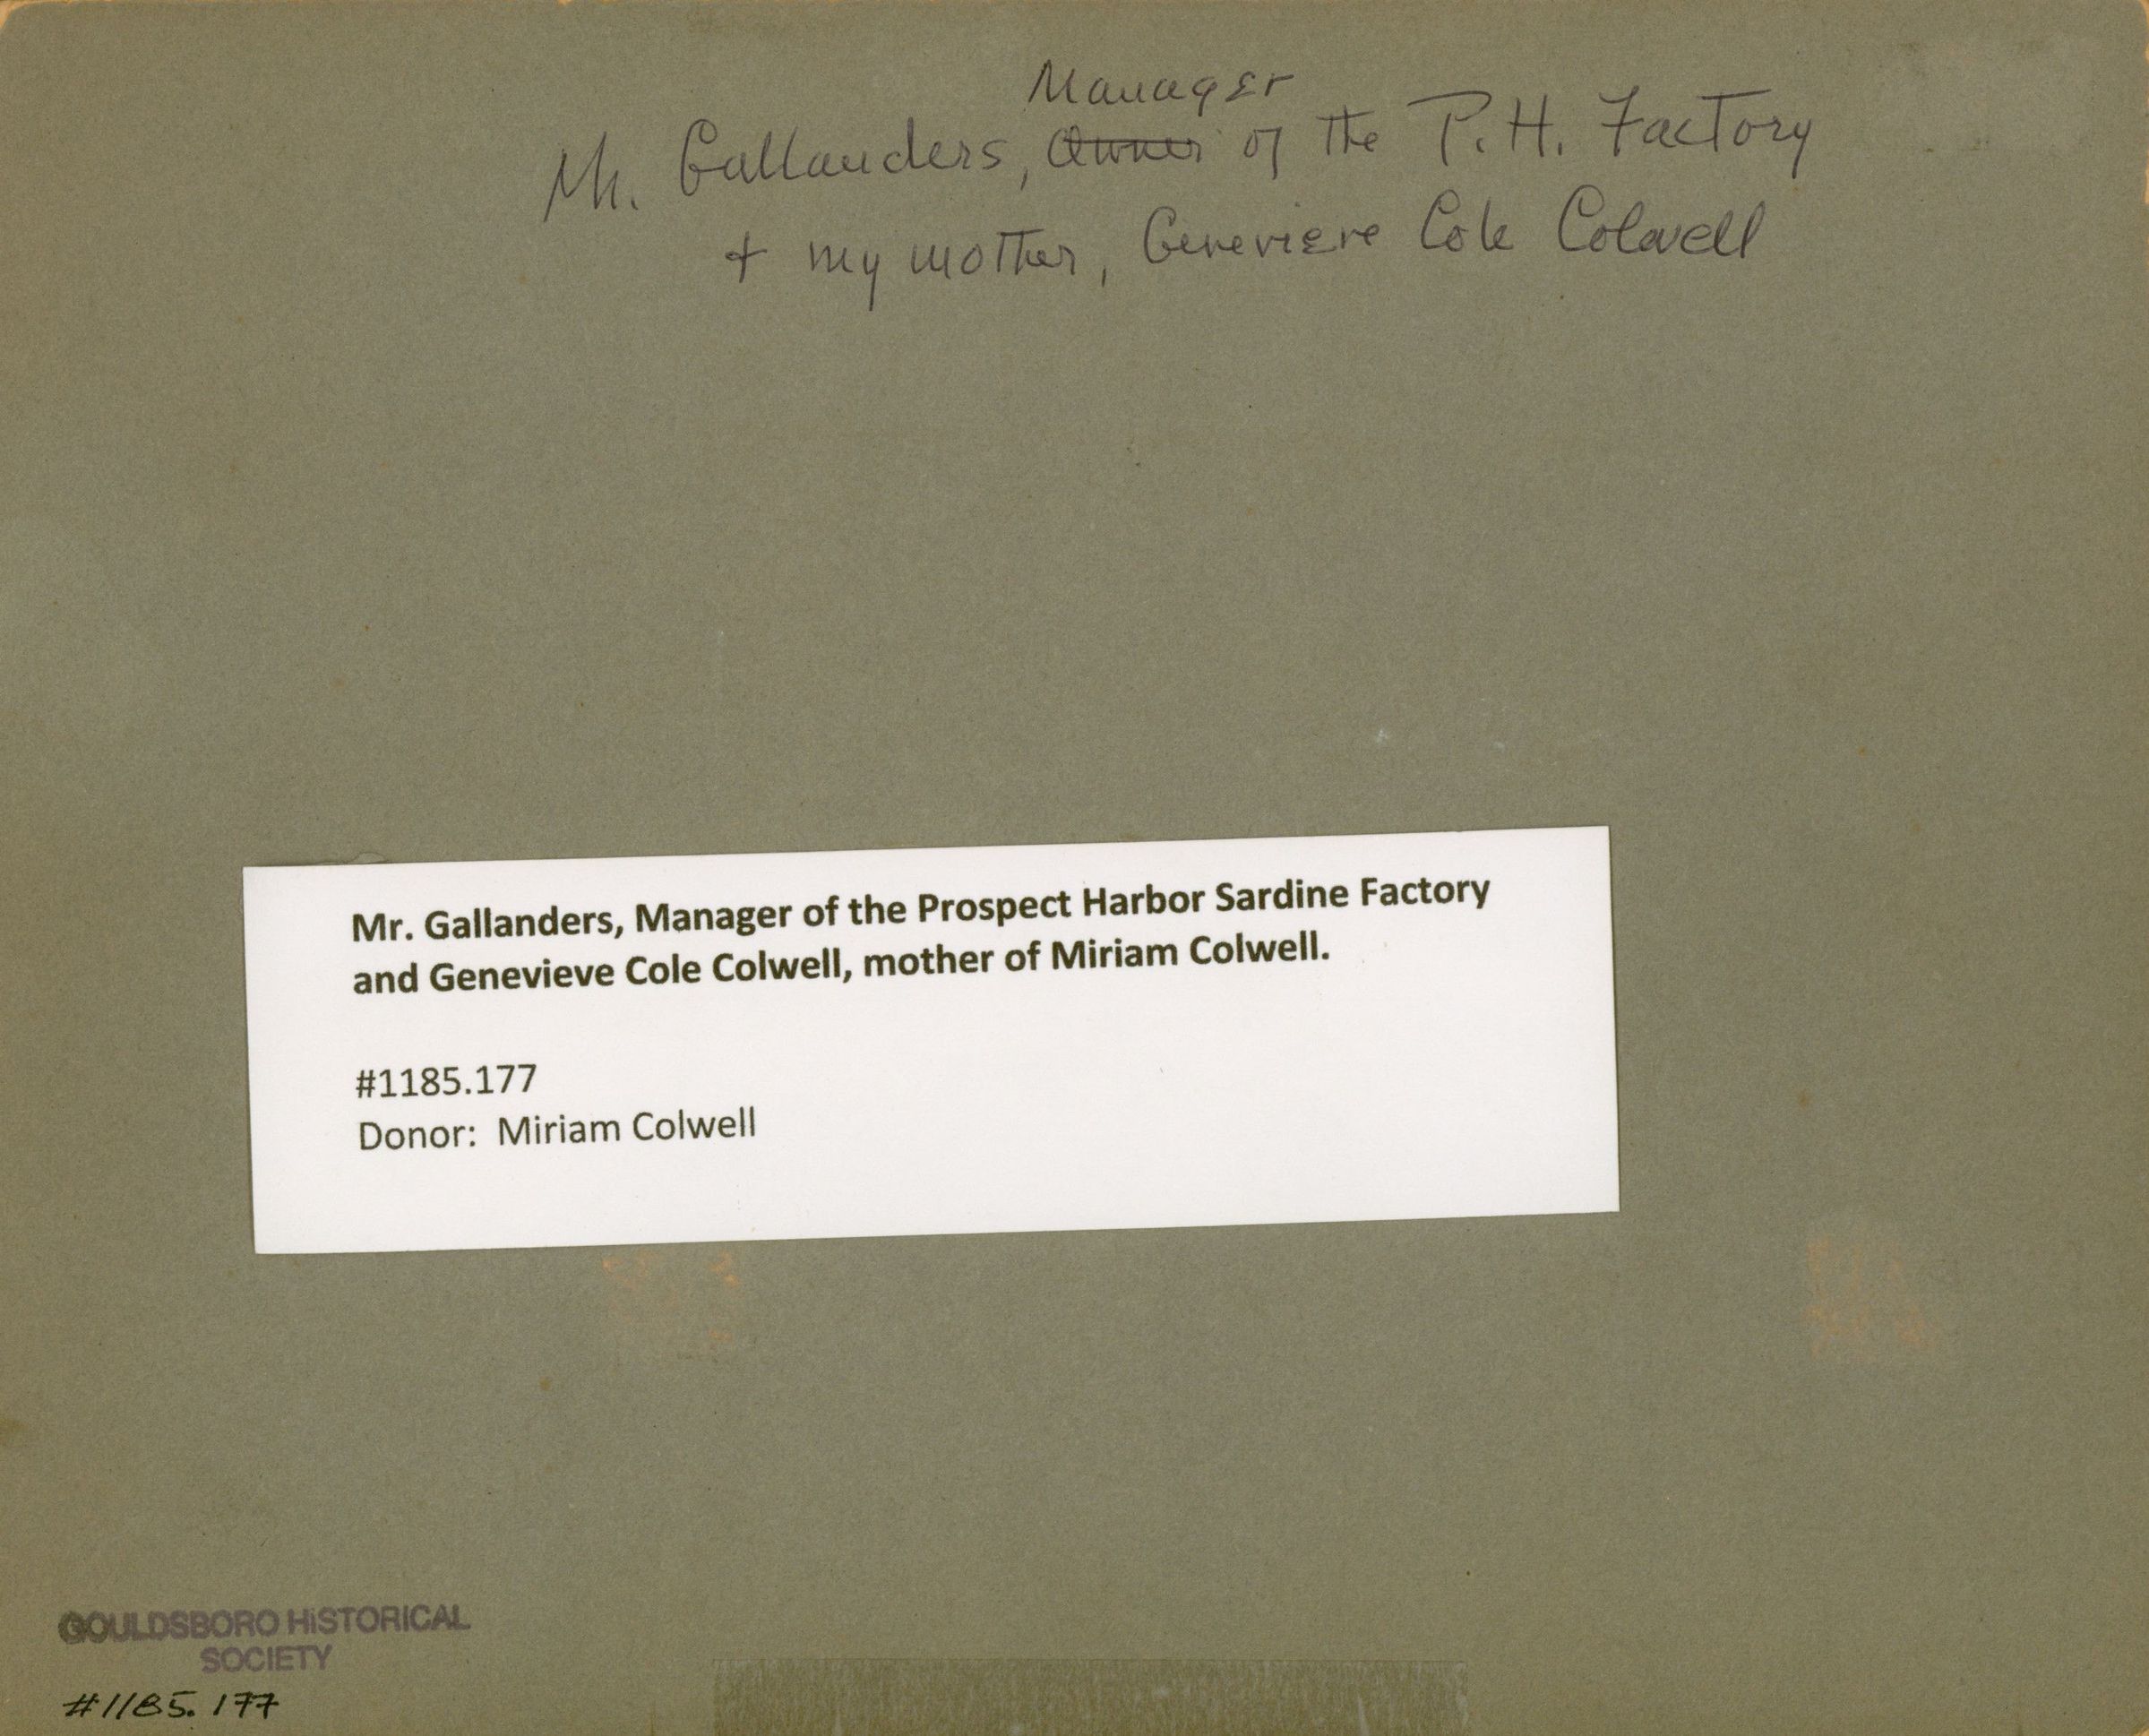 Manager
Mr. Gallanders, Owner of the P.H. Factory
+ my mother, Genevieve Cole Colwell
Mr. Gallanders, Manager of the Prospect Harbor Sardine Factory
and Genevieve Cole Colwell, mother of Miriam Colwell.
#1185.177
Donor: Miriam Colwell
GOULDSBORO HISTORICAL
SOCIETY
#1185.177